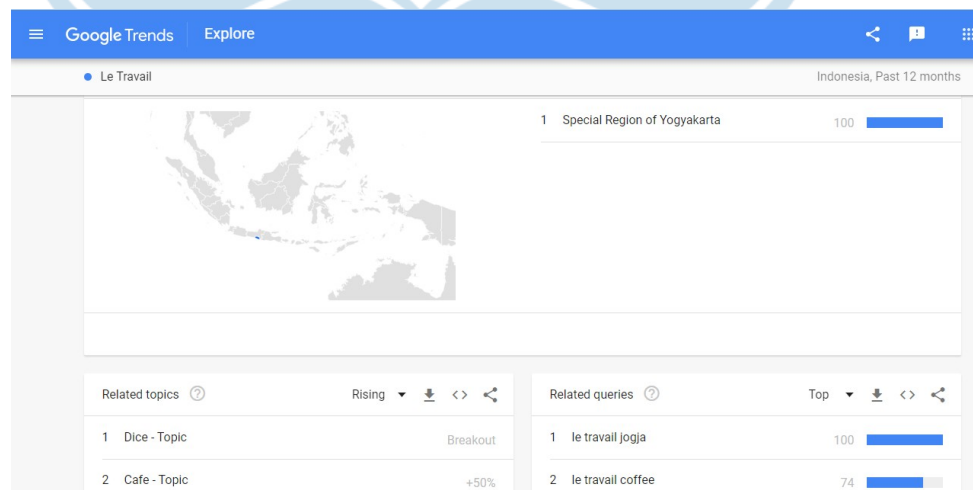 Google Trends Explore
Le Travail Indonesia, Past 12 months
1 Special Region of Yogyakarta 100
Related topics Rising
1 Dice - Topic Breakout
2 Cafe - Topic +50%
Related queries Top
1 le travail jogja 100
2 le travail coffee 74